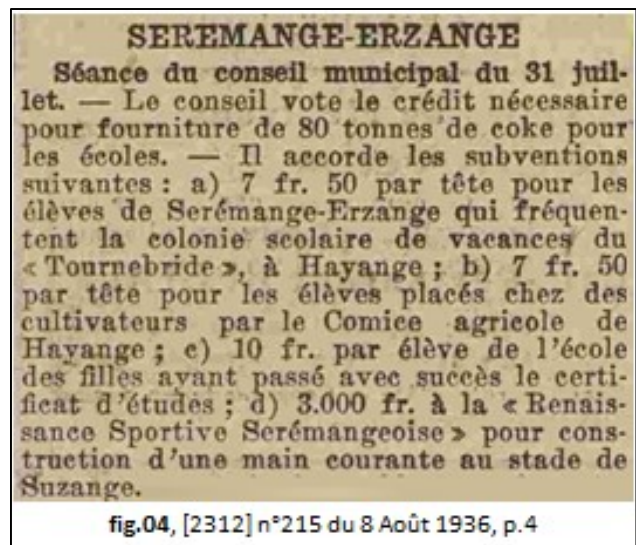 SEREMANGE-ERZANGE
Séance du conseil municipal du 31 juil-
let. — Le conseil vote le crédit nécessaire
pour fourniture de 80 tonnes de coke pour
les écoles. — Il accorde les subventions
suivantes : a) 7 fr. 50 par tête pour les
élèves de Serémange-Erzange qui fréquen-
tent la colonie scolaire de vacances du
« Tournebride », à Hayange ; b) 7 fr. 50
par tête pour les élèves placés chez des
cultivateurs par le Comice agricole de
Hayange ; c) 10 fr. par élève de l'école
des filles ayant passé avec succès le certi-
ficat d'études ; d) 3.000 fr. à la « Renais-
sance Sportive Serémangeoise » pour cons-
truction d'une main courante au stade de
Suzange.
fig.04, [2312] n°215 du 8 Août 1936, p.4